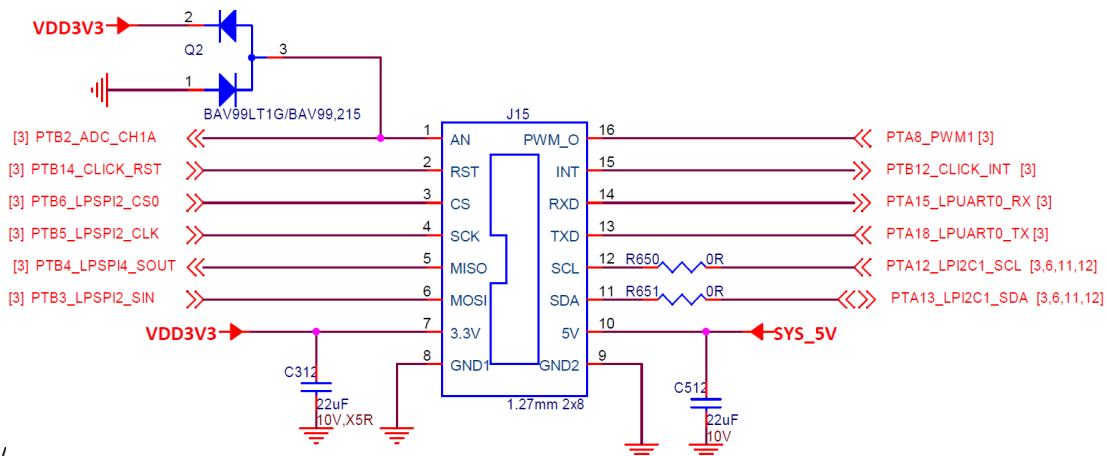 VDD3V3
2
Q2
3
1
BAV99LT1G/BAV99,215
J15
[3] PTB2_ADC_CH1A 1 AN PWM_O 16 PTA8_PWM1 [3]
[3] PTB14_CLICK_RST 2 RST INT 15 PTB12_CLICK_INT [3]
[3] PTB6_LPSPI2_CS0 3 CS RXD 14 PTA15_LPUART0_RX [3]
[3] PTB5_LPSPI2_CLK 4 SCK TXD 13 PTA18_LPUART0_TX [3]
[3] PTB4_LPSPI4_SOUT 5 MISO SCL 12 R650 0R PTA12_LPI2C1_SCL [3,6,11,12]
[3] PTB3_LPSPI2_SIN 6 MOSI SDA 11 R651 0R PTA13_LPI2C1_SDA [3,6,11,12]
VDD3V3 7 3.3V 5V 10 SYS_5V
8 GND1 GND2 9
C312
22uF
10V,X5R
1.27mm 2x8
C512
22uF
10V
/